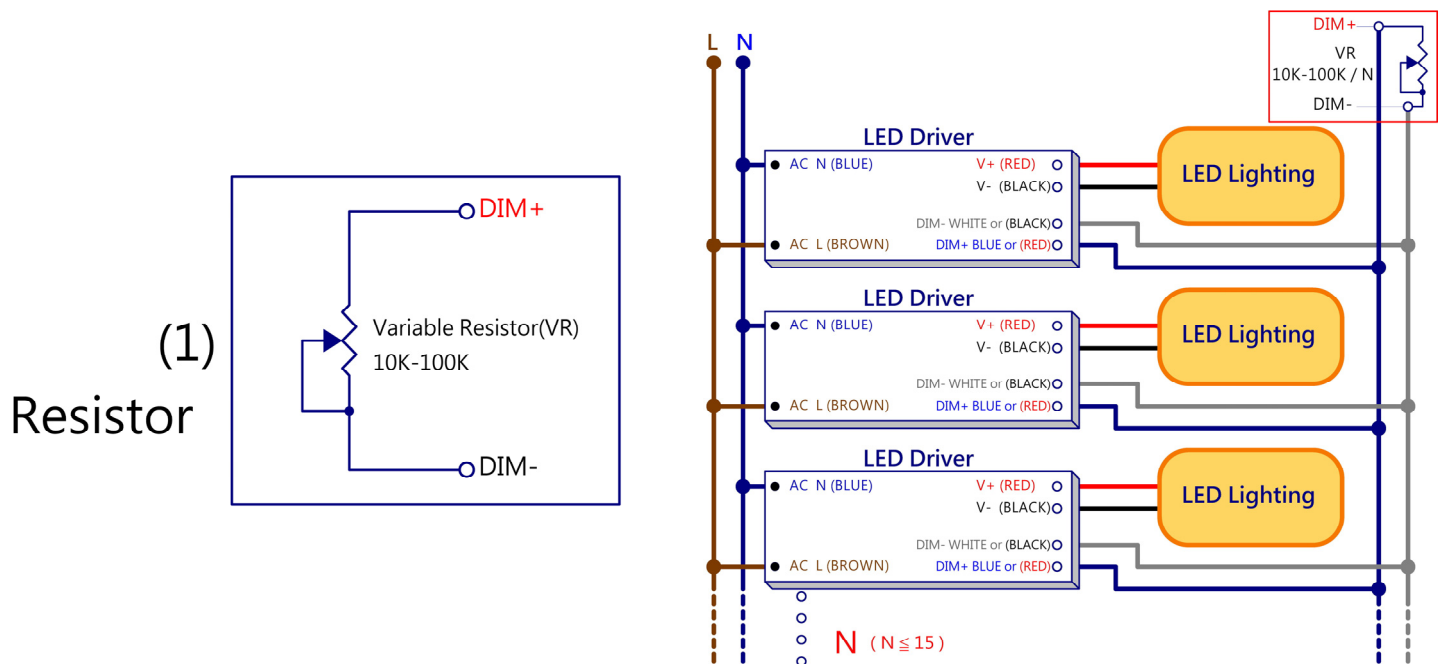 (1)
Resistor
DIM+
Variable Resistor(VR)
10K-100K
DIM-
L N
DIM+
VR
10K-100K / N
DIM-
LED Driver
AC N (BLUE)
V+ (RED)
V- (BLACK)
DIM- WHITE or (BLACK)
AC L (BROWN)
DIM+ BLUE or (RED)
LED Lighting
LED Driver
AC N (BLUE)
V+ (RED)
V- (BLACK)
DIM- WHITE or (BLACK)
AC L (BROWN)
DIM+ BLUE or (RED)
LED Lighting
LED Driver
AC N (BLUE)
V+ (RED)
V- (BLACK)
DIM- WHITE or (BLACK)
AC L (BROWN)
DIM+ BLUE or (RED)
LED Lighting
N (N≦15)